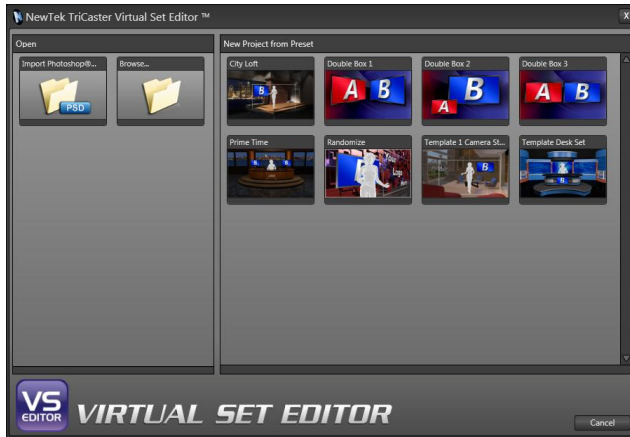 NewTek TriCaster Virtual Set Editor ™
X
Open
New Project from Preset
Import Photoshop®...
Browse...
City Loft
Double Box 1
Double Box 2
Double Box 3
PSD
B
A B
B
A
A B
Prime Time
Randomize
Template 1 Camera St...
Template Desk Set
B
Your
Logo
B
B
VS
EDITOR
VIRTUAL SET EDITOR
Cancel